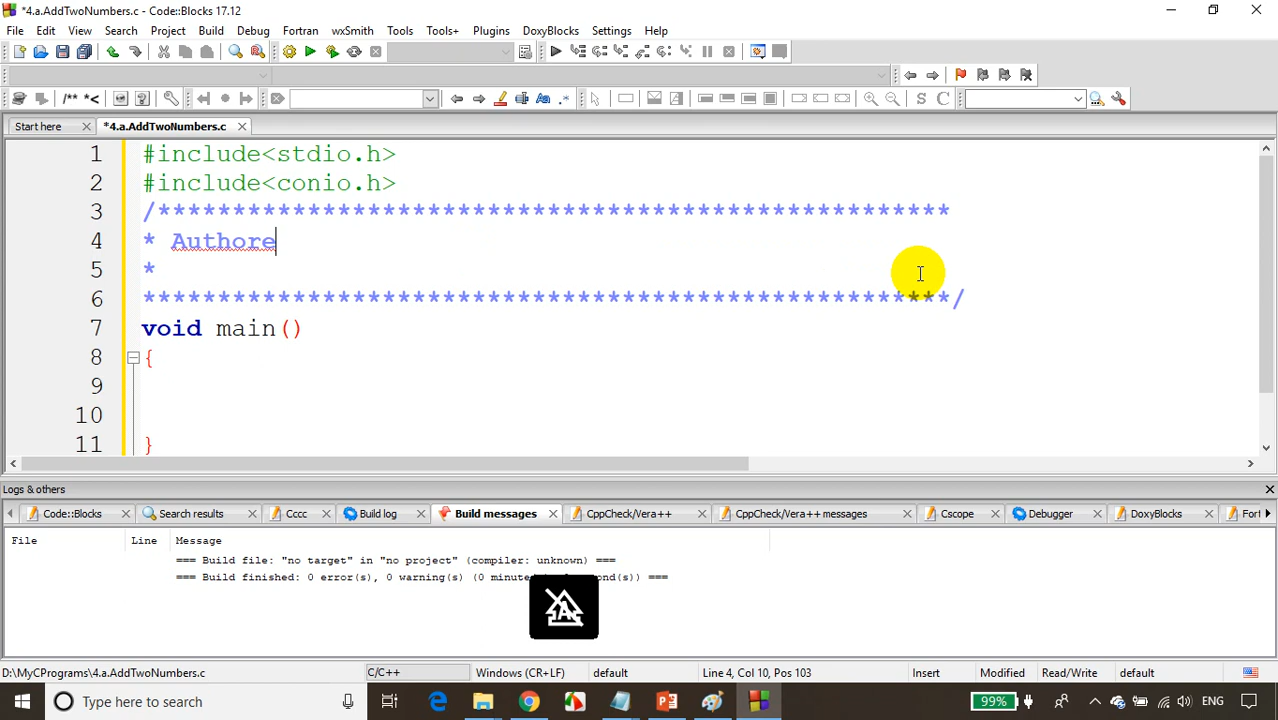 *4.a.AddTwoNumbers.c - Code::Blocks 17.12
File Edit View Search Project Build Debug Fortran wxSmith Tools Tools+ Plugins DoxyBlocks Settings Help
/** *<
S C
Start here *4.a.AddTwoNumbers.c
1 #include<stdio.h>
2 #include<conio.h>
3 /*****************************************************
4 * Authore
5 *
6 ******************************************************/
7 void main()
8 {
9
10
11 }
Logs & others
Code::Blocks Search results Cccc Build log Build messages CppCheck/Vera++ CppCheck/Vera++ messages Cscope Debugger DoxyBlocks
File Line Message
=== Build file: "no target" in "no project" (compiler: unknown) ===
=== Build finished: 0 error(s), 0 warning(s) (0
A
D:\MyCPrograms\4.a.AddTwoNumbers.c C/C++ Windows (CR+LF) default Line 4, Col 10, Pos 103 Insert Modified Read/Write default
Type here to search 99% ENG